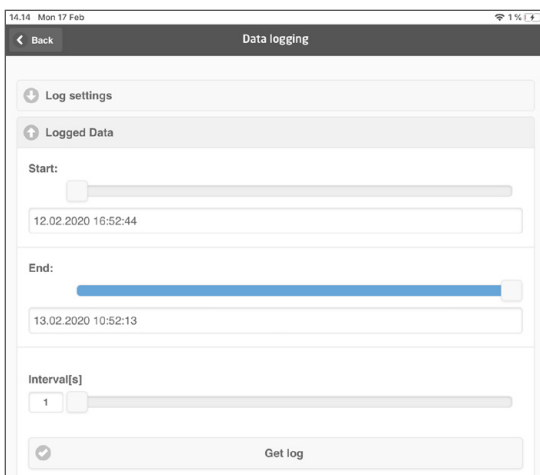 14.14 Mon 17 Feb 1%
Back Data logging
Log settings
Logged Data
Start:
12.02.2020 16:52:44
End:
13.02.2020 10:52:13
Interval[s]
1
Get log